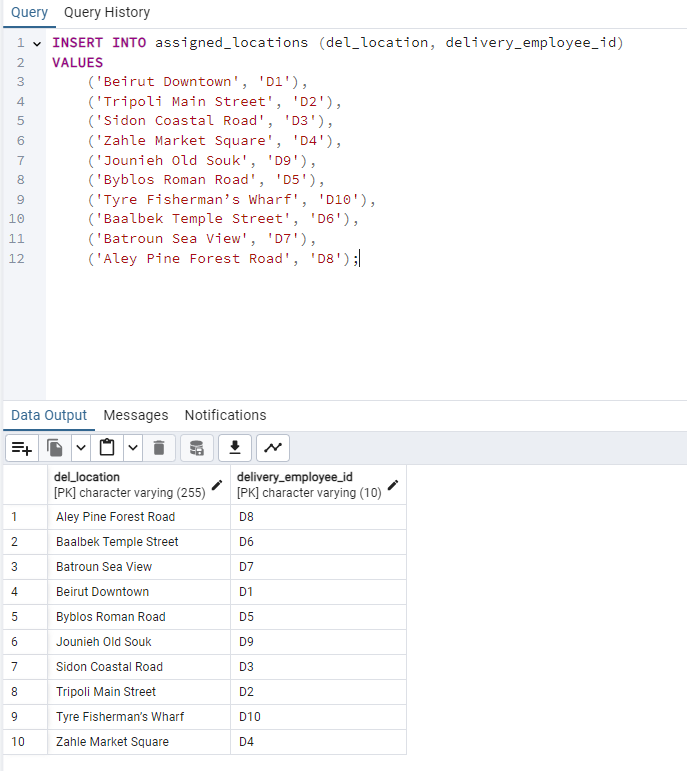 Query Query History
1 INSERT INTO assigned_locations (del_location, delivery_employee_id)
2 VALUES
3 ('Beirut Downtown', 'D1'),
4 ('Tripoli Main Street', 'D2'),
5 ('Sidon Coastal Road', 'D3'),
6 ('Zahle Market Square', 'D4'),
7 ('Jounieh Old Souk', 'D9'),
8 ('Byblos Roman Road', 'D5'),
9 ('Tyre Fisherman’s Wharf', 'D10'),
10 ('Baalbek Temple Street', 'D6'),
11 ('Batroun Sea View', 'D7'),
12 ('Aley Pine Forest Road', 'D8');
Data Output Messages Notifications
del_location delivery_employee_id
[PK] character varying (255) [PK] character varying (10)
1 Aley Pine Forest Road D8
2 Baalbek Temple Street D6
3 Batroun Sea View D7
4 Beirut Downtown D1
5 Byblos Roman Road D5
6 Jounieh Old Souk D9
7 Sidon Coastal Road D3
8 Tripoli Main Street D2
9 Tyre Fisherman’s Wharf D10
10 Zahle Market Square D4